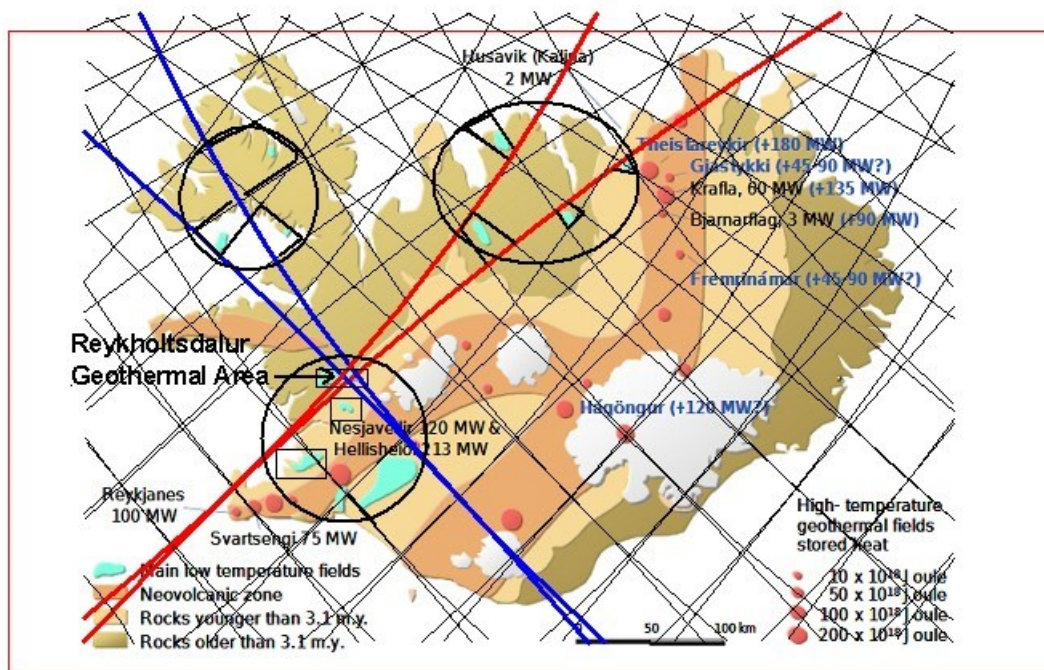 Husavik (Kalina)
2 MW
Theistareykir (+180 MW)
Gjástykki (+45-90 MW?)
Krafla, 60 MW (+135 MW)
Bjarnarflag, 3 MW (+90 MW)
Fremrinámar (+45-90 MW?)
Reykholtsdalur
Geothermal Area
Hágöngur (+120 MW?)
Nesjavellir 120 MW &
Hellisheiði 213 MW
Reykjanes
100 MW
Svartsengi 75 MW
Main low temperature fields
Neovolcanic zone
Rocks younger than 3.1 m.y.
Rocks older than 3.1 m.y.
0 50 100 km
High- temperature
geothermal fields
stored heat
10 x 10¹⁸ Joule
50 x 10¹⁸ Joule
100 x 10¹⁸ Joule
200 x 10¹⁸ Joule